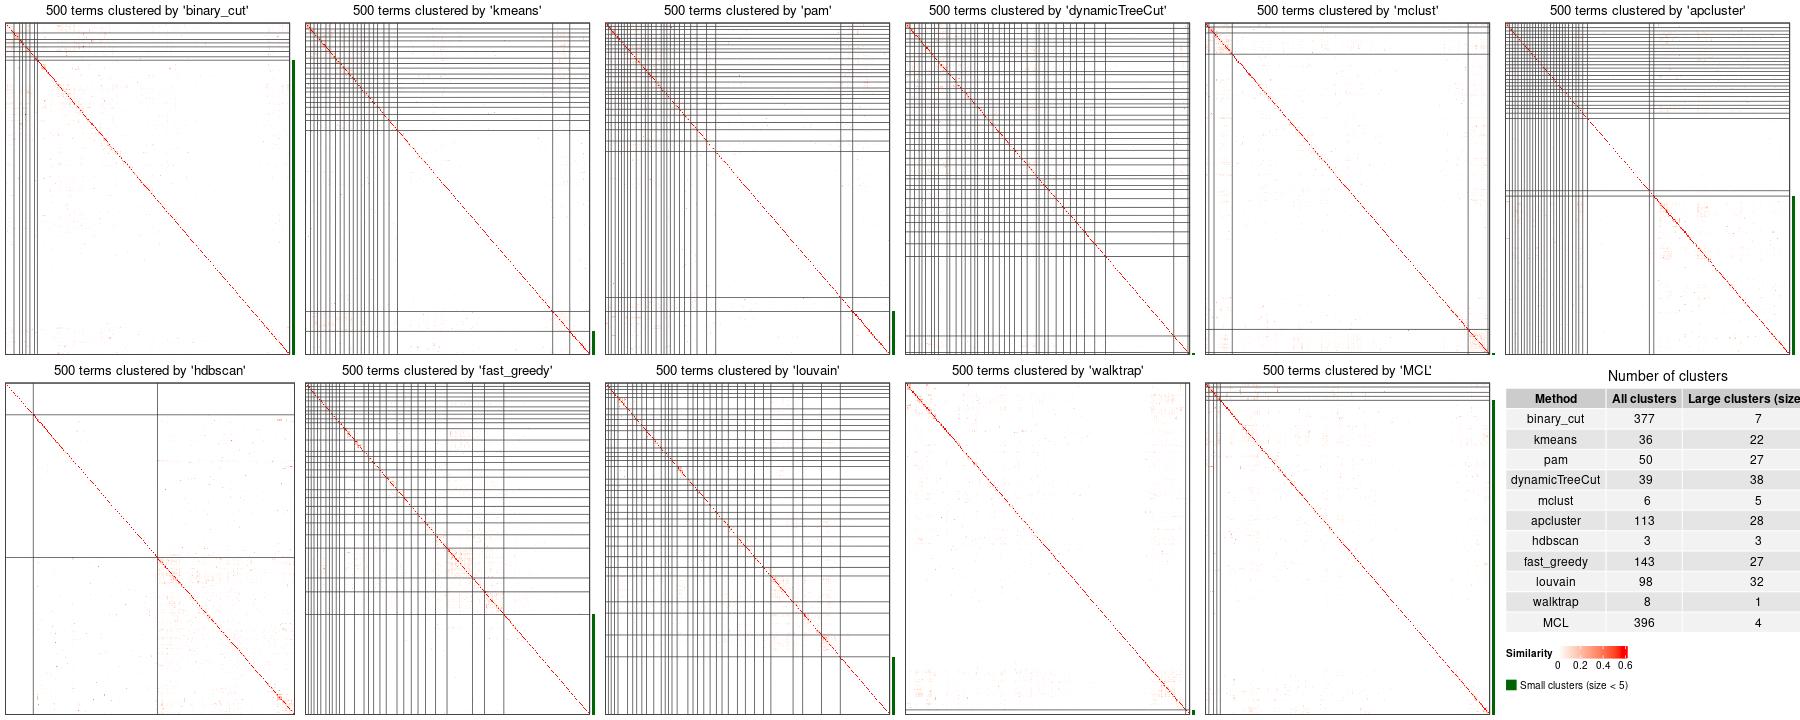 500 terms clustered by 'binary_cut'
500 terms clustered by 'kmeans'
500 terms clustered by 'pam'
500 terms clustered by 'dynamicTreeCut'
500 terms clustered by 'mclust'
500 terms clustered by 'apcluster'
500 terms clustered by 'hdbscan'
500 terms clustered by 'fast_greedy'
500 terms clustered by 'louvain'
500 terms clustered by 'walktrap'
500 terms clustered by 'MCL'
Number of clusters
Method All clusters Large clusters (size
binary_cut 377 7
kmeans 36 22
pam 50 27
dynamicTreeCut 39 38
mclust 6 5
apcluster 113 28
hdbscan 3 3
fast_greedy 143 27
louvain 98 32
walktrap 8 1
MCL 396 4
Similarity
0 0.2 0.4 0.6
Small clusters (size < 5)